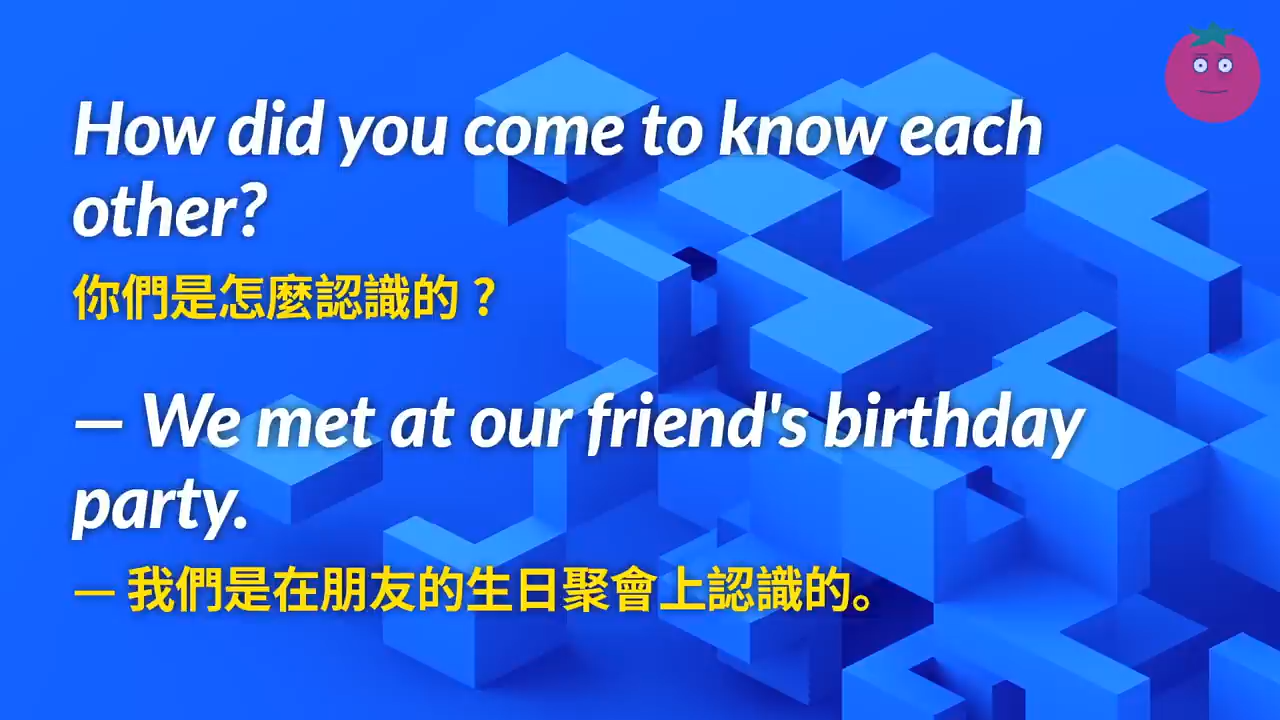 How did you come to know each
other?
你們是怎麼認識的？
— We met at our friend's birthday
party.
— 我們是在朋友的生日聚會上認識的。